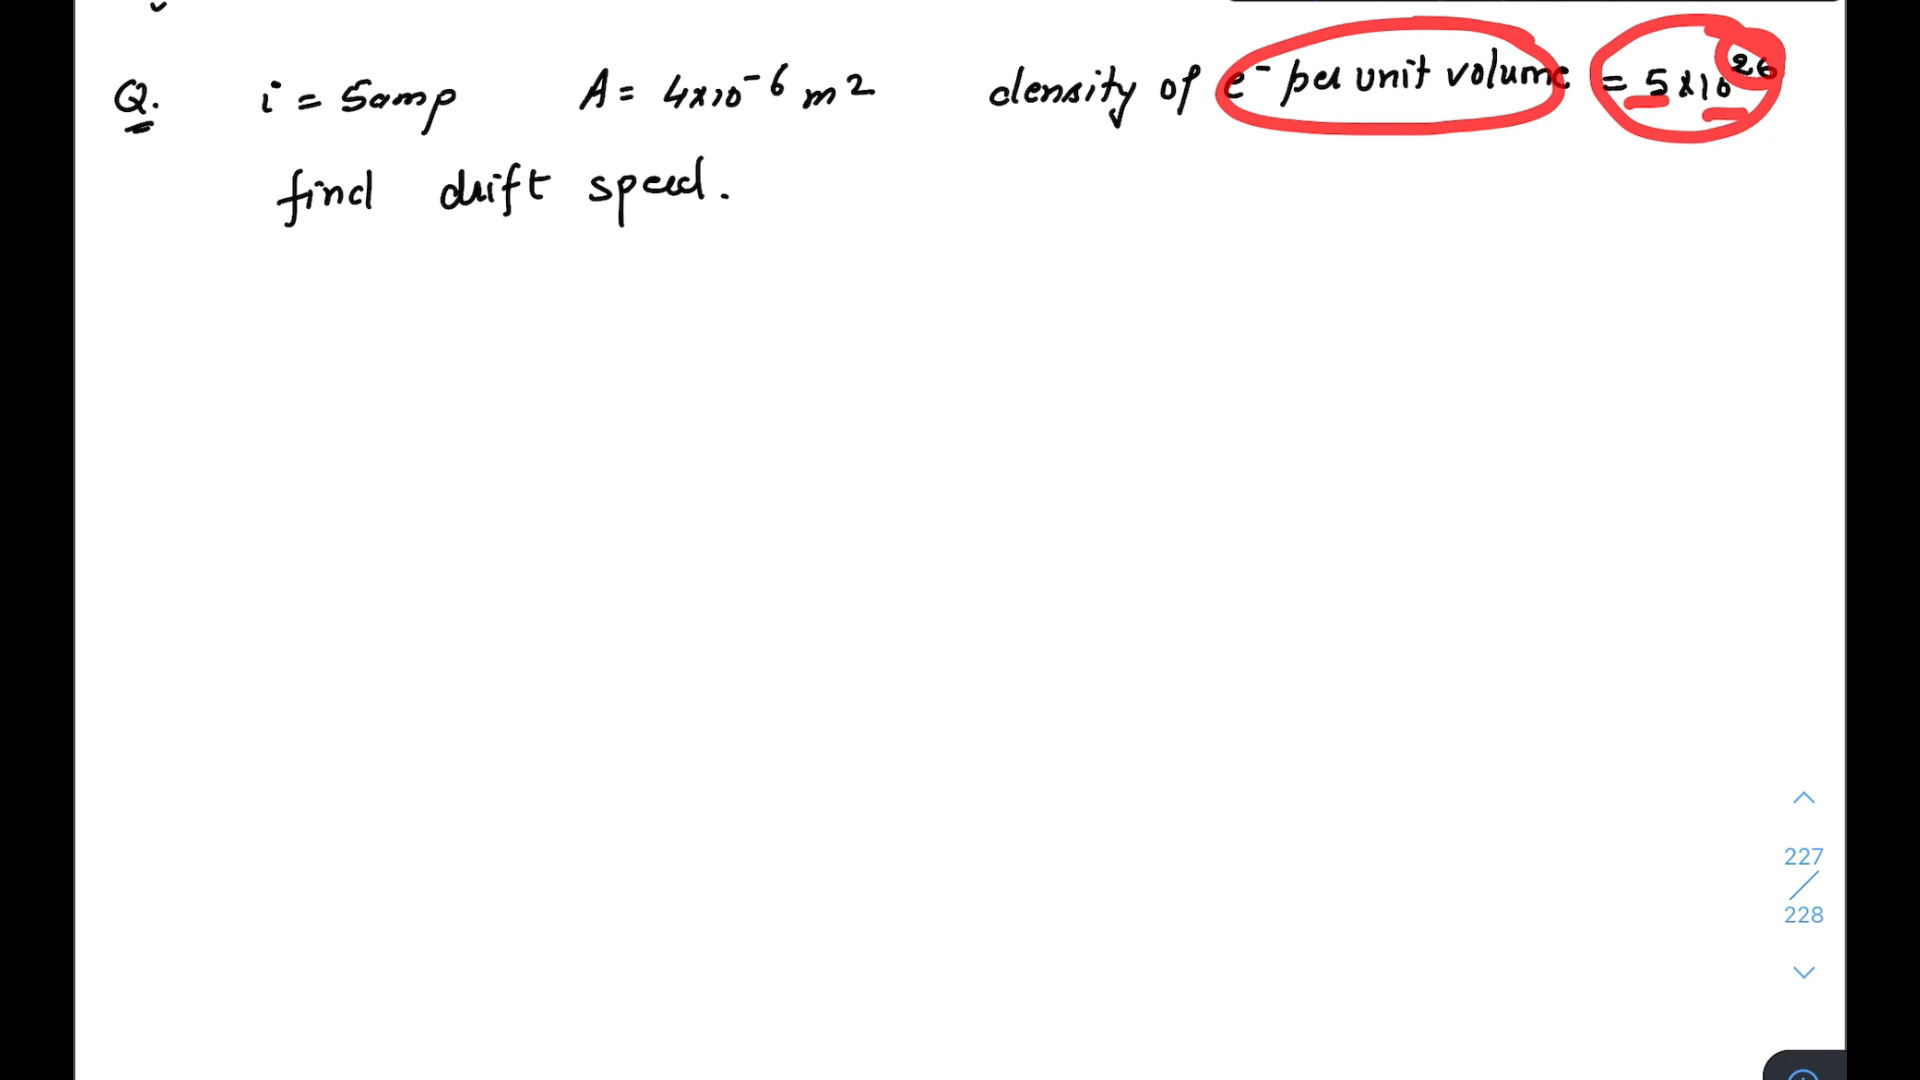 Q. i = 5amp A = 4×10⁻⁶ m² density of e⁻ per unit volume = 5×10²⁶
find drift speed.
227
/
228